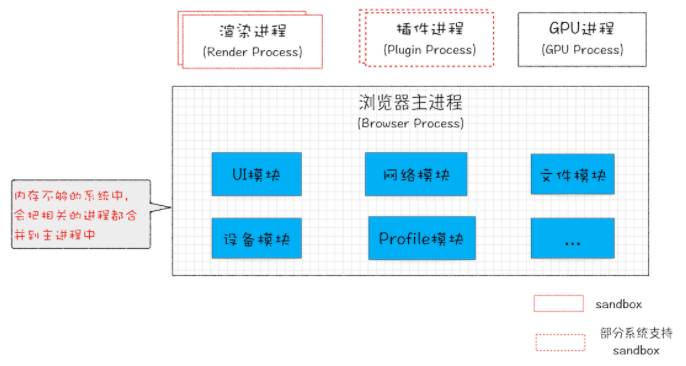 渲染进程
(Render Process)
插件进程
(Plugin Process)
GPU进程
(GPU Process)
浏览器主进程
(Browser Process)
UI模块
网络模块
文件模块
设备模块
Profile模块
...
内存不够的系统中，
会把相关的进程都合
并到主进程中
sandbox
部分系统支持
sandbox